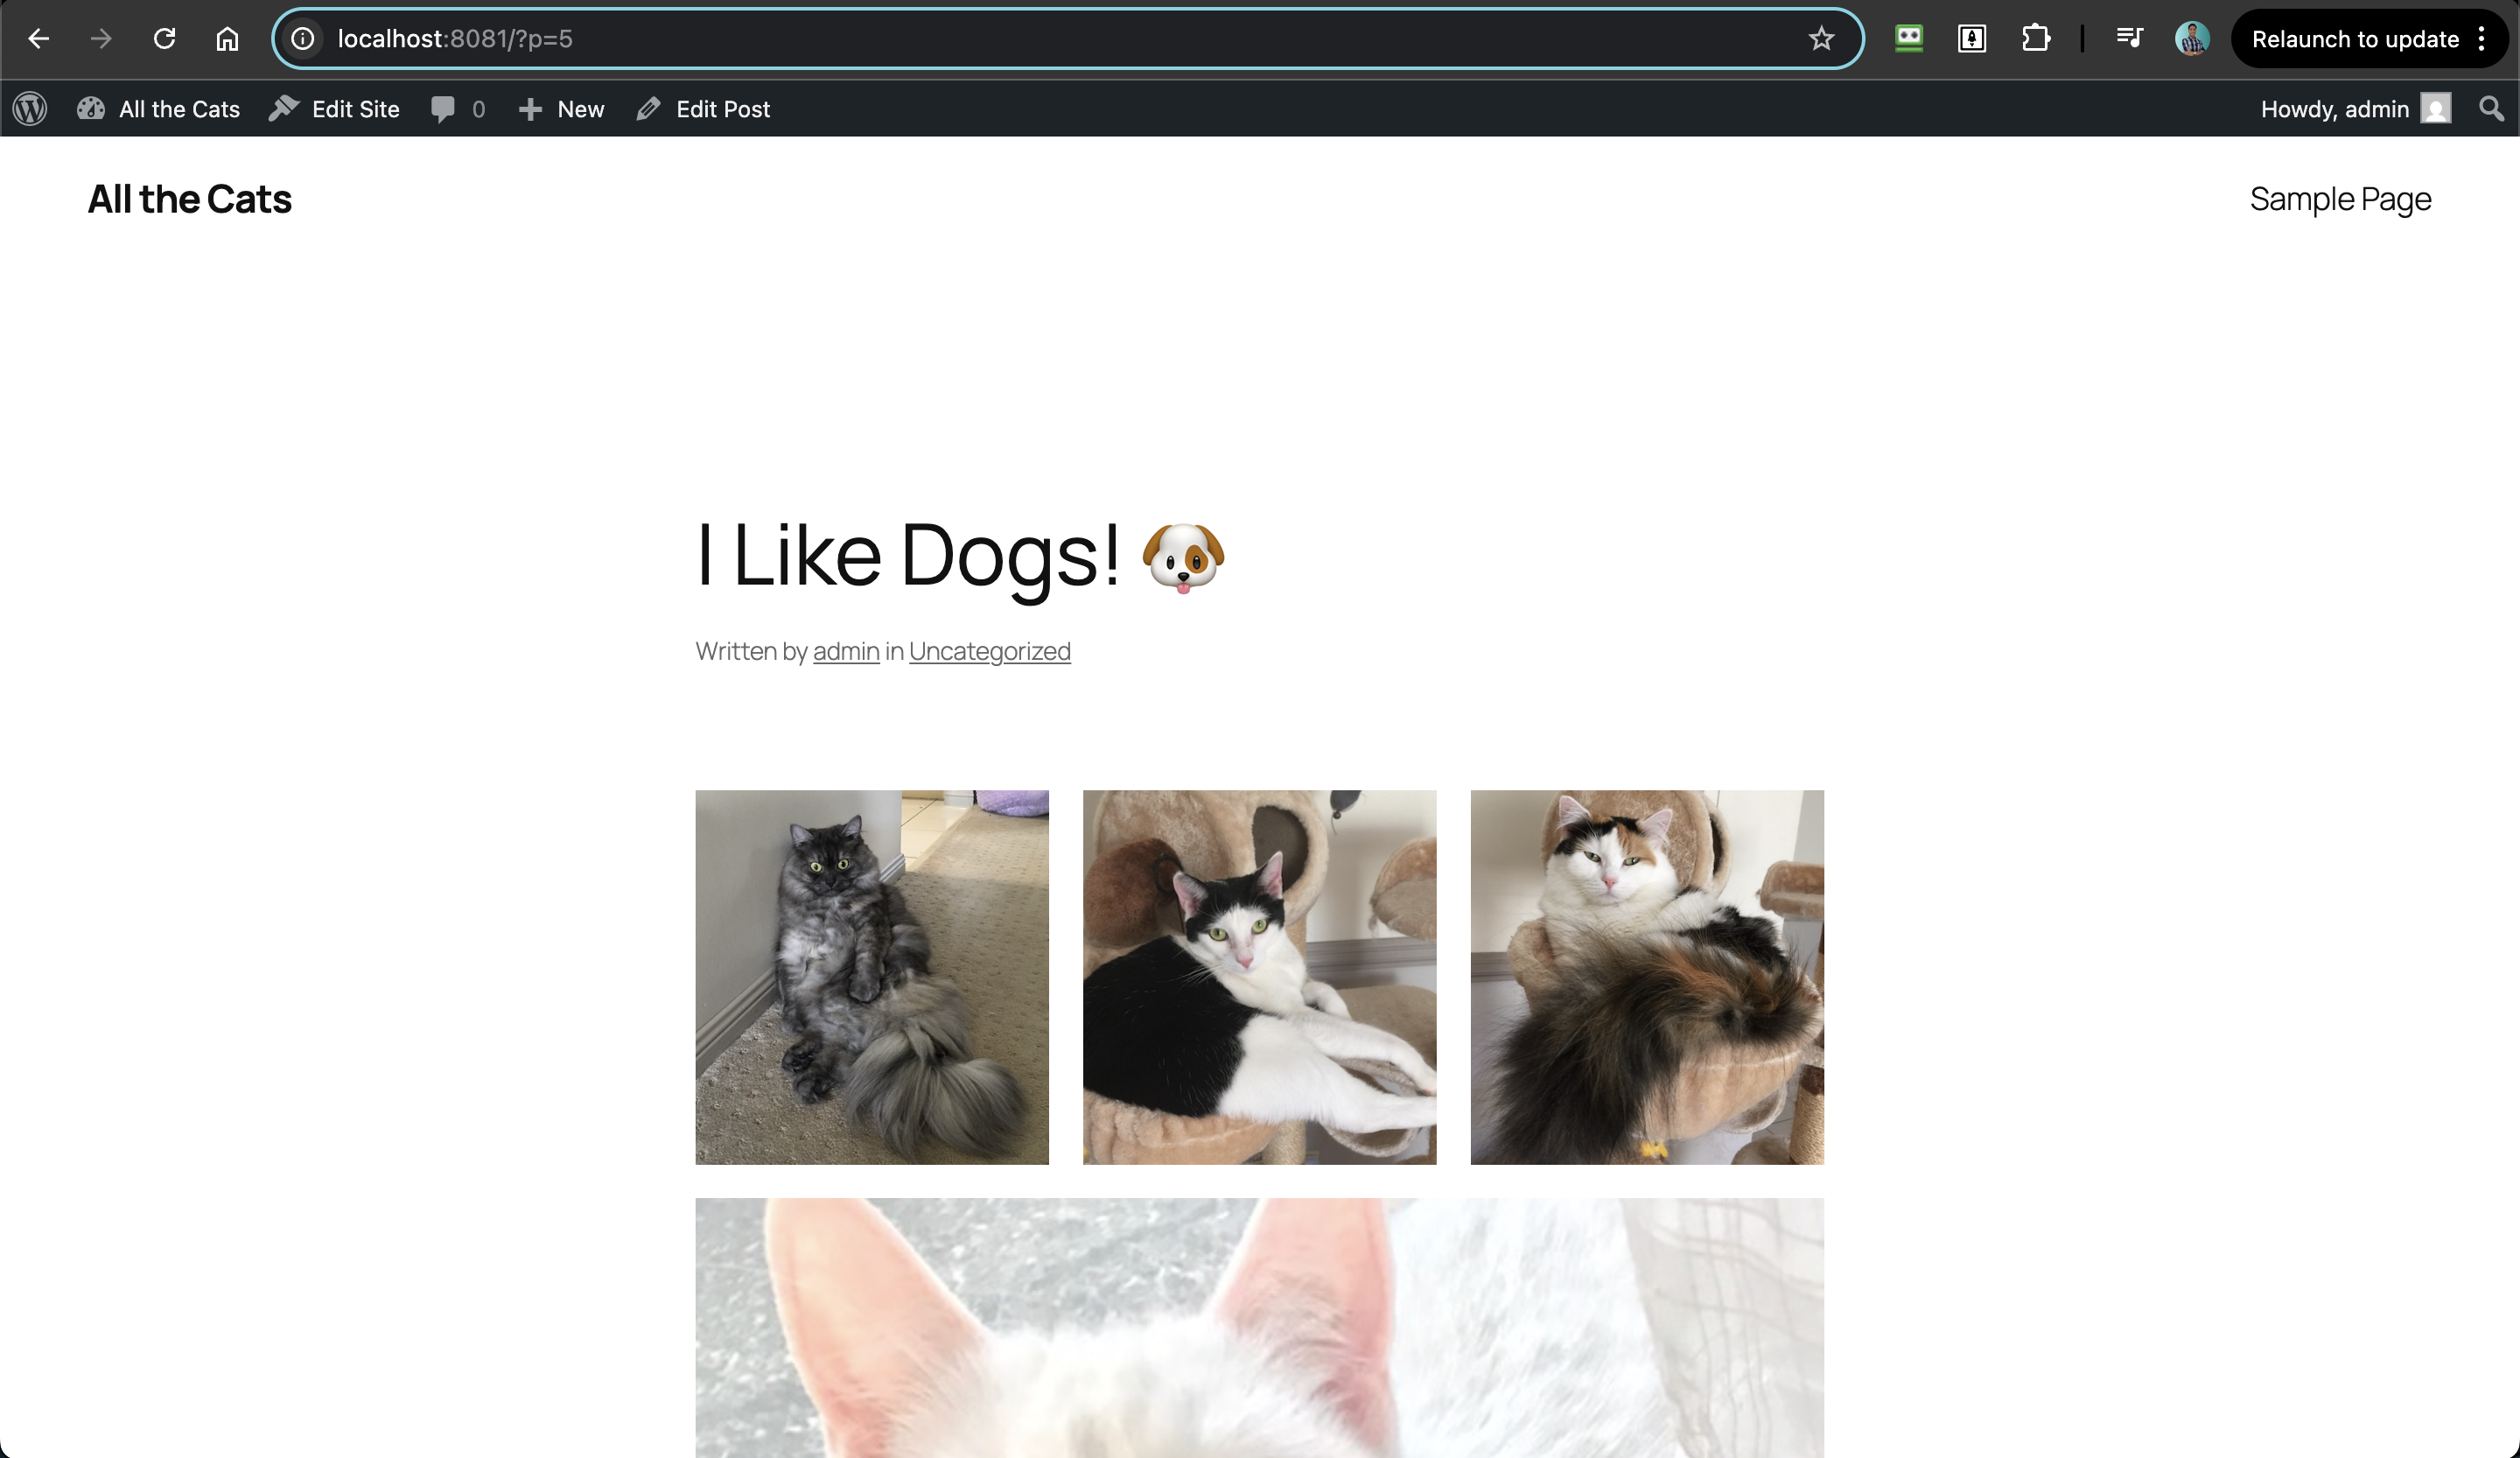 localhost:8081/?p=5
Relaunch to update
All the Cats
Edit Site
0
New
Edit Post
Howdy, admin
All the Cats
Sample Page
I Like Dogs! 🐶
Written by admin in Uncategorized